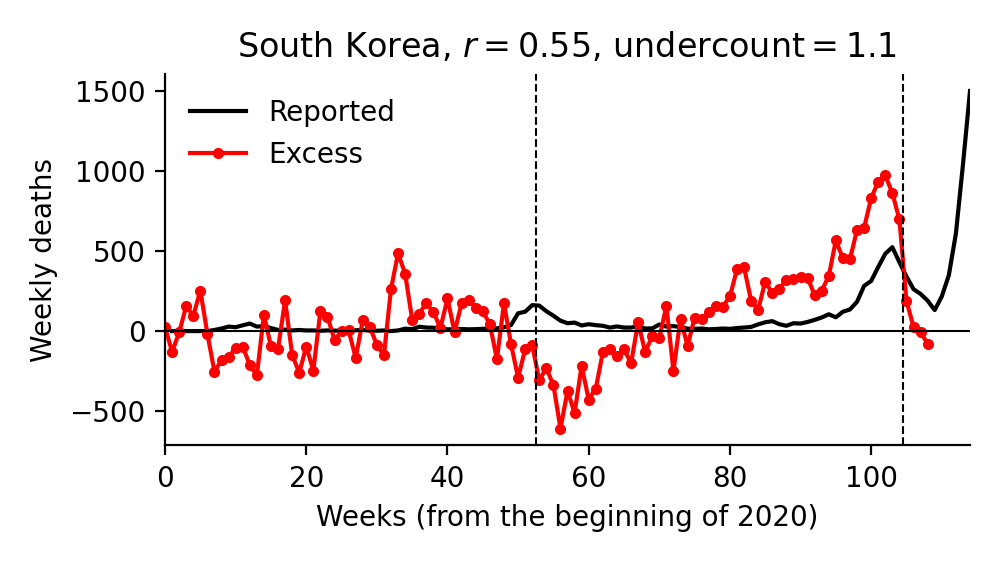 South Korea, r = 0.55, undercount = 1.1
1500
1000
500
0
−500
Weekly deaths
Reported
Excess
0 20 40 60 80 100
Weeks (from the beginning of 2020)